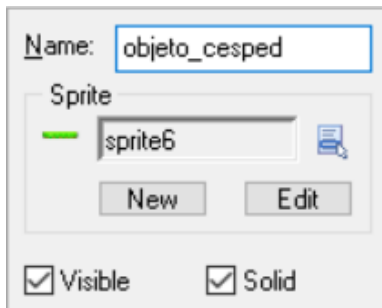 Name: objeto_cesped
Sprite
sprite6
New Edit
Visible Solid